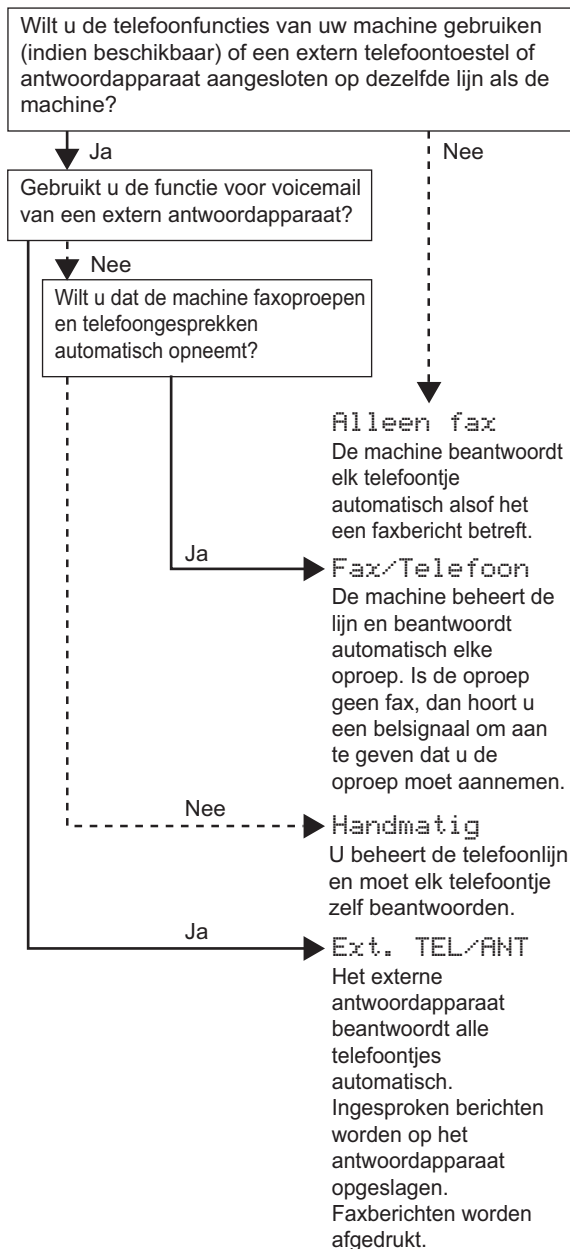 Wilt u de telefoonfuncties van uw machine gebruiken
(indien beschikbaar) of een extern telefoontoestel of
antwoordapparaat aangesloten op dezelfde lijn als de
machine?
Ja
Nee
Gebruikt u de functie voor voicemail
van een extern antwoordapparaat?
Nee
Wilt u dat de machine faxoproepen
en telefoongesprekken
automatisch opneemt?
Alleen fax
De machine beantwoordt
elk telefoontje
automatisch alsof het
een faxbericht betreft.
Ja
Fax/Telefoon
De machine beheert de
lijn en beantwoordt
automatisch elke
oproep. Is de oproep
geen fax, dan hoort u
een belsignaal om aan
te geven dat u de
oproep moet aannemen.
Nee
Handmatig
U beheert de telefoonlijn
en moet elk telefoontje
zelf beantwoorden.
Ja
Ext. TEL/ANT
Het externe
antwoordapparaat
beantwoordt alle
telefoontjes
automatisch.
Ingesproken berichten
worden op het
antwoordapparaat
opgeslagen.
Faxberichten worden
afgedrukt.